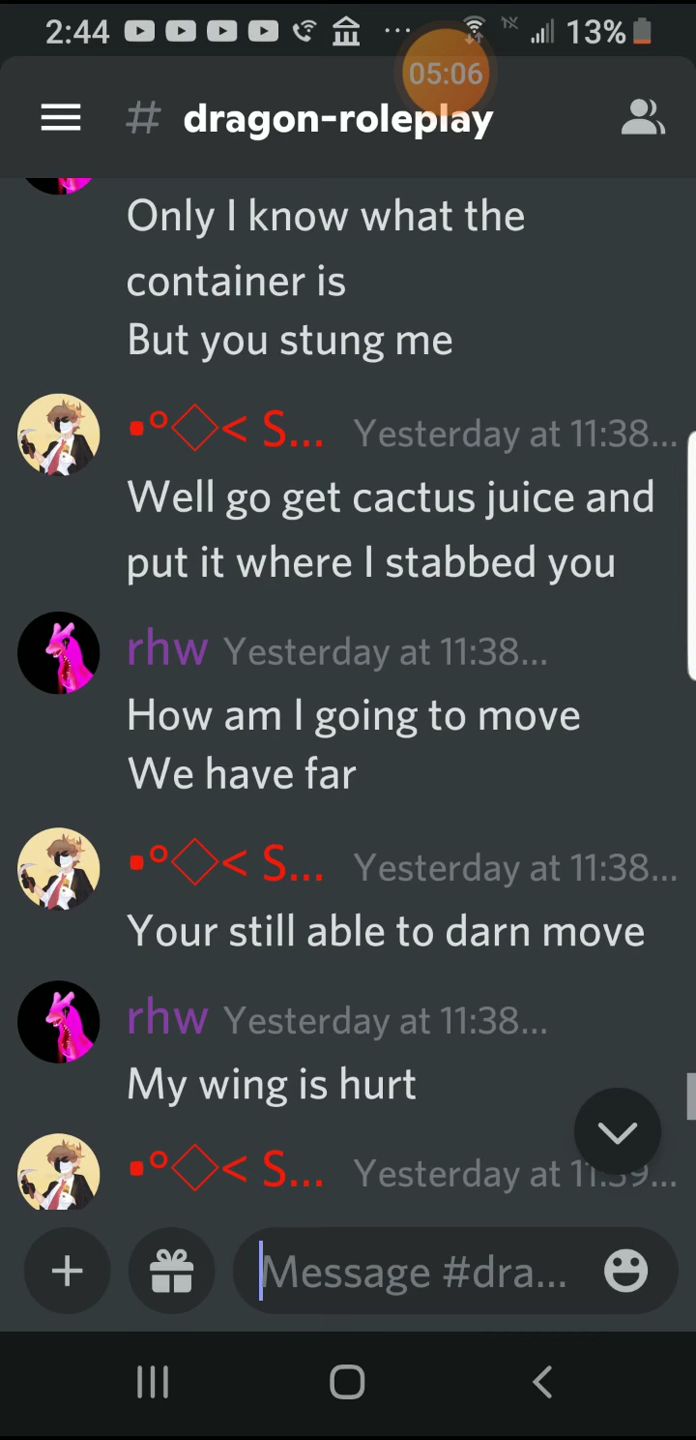 2:44 ... 13%
05:06
# dragon-roleplay
Only I know what the
container is
But you stung me
▪°◇< S... Yesterday at 11:38...
Well go get cactus juice and
put it where I stabbed you
rhw Yesterday at 11:38...
How am I going to move
We have far
▪°◇< S... Yesterday at 11:38...
Your still able to darn move
rhw Yesterday at 11:38...
My wing is hurt
▪°◇< S... Yesterday at 11:39...
Message #dra...